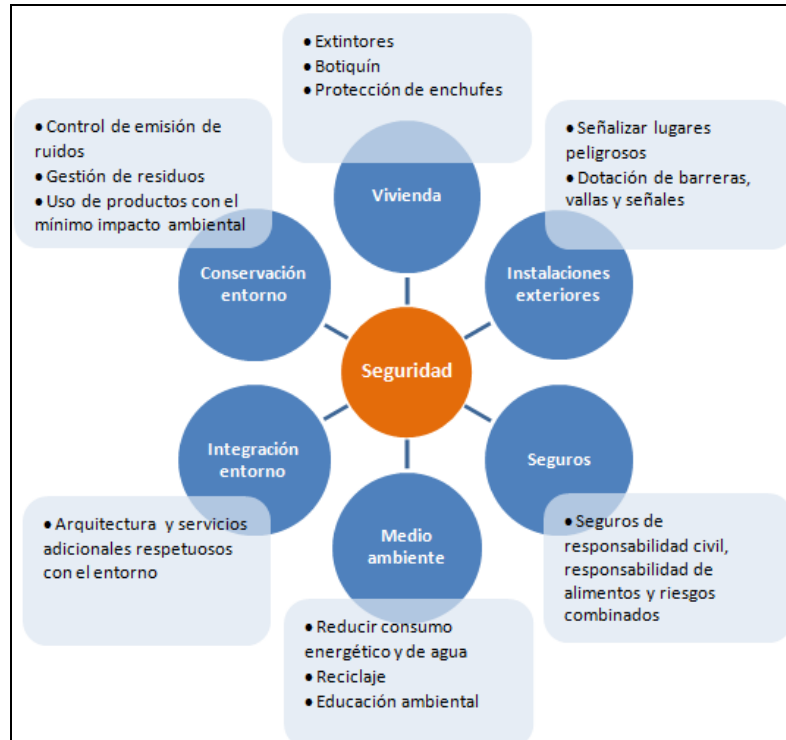 • Extintores
• Botiquín
• Protección de enchufes
Vivienda
• Señalizar lugares
peligrosos
• Dotación de barreras,
vallas y señales
Instalaciones
exteriores
• Control de emisión de
ruidos
• Gestión de residuos
• Uso de productos con el
mínimo impacto ambiental
Conservación
entorno
Seguridad
Integración
entorno
• Arquitectura y servicios
adicionales respetuosos
con el entorno
Medio
ambiente
• Reducir consumo
energético y de agua
• Reciclaje
• Educación ambiental
Seguros
• Seguros de
responsabilidad civil,
responsabilidad de
alimentos y riesgos
combinados